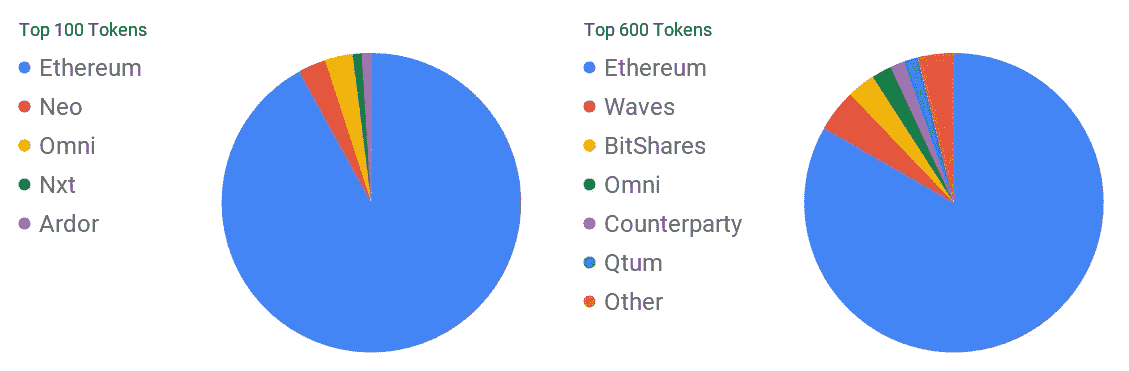 Top 100 Tokens
Ethereum
Neo
Omni
Nxt
Ardor
Top 600 Tokens
Ethereum
Waves
BitShares
Omni
Counterparty
Qtum
Other